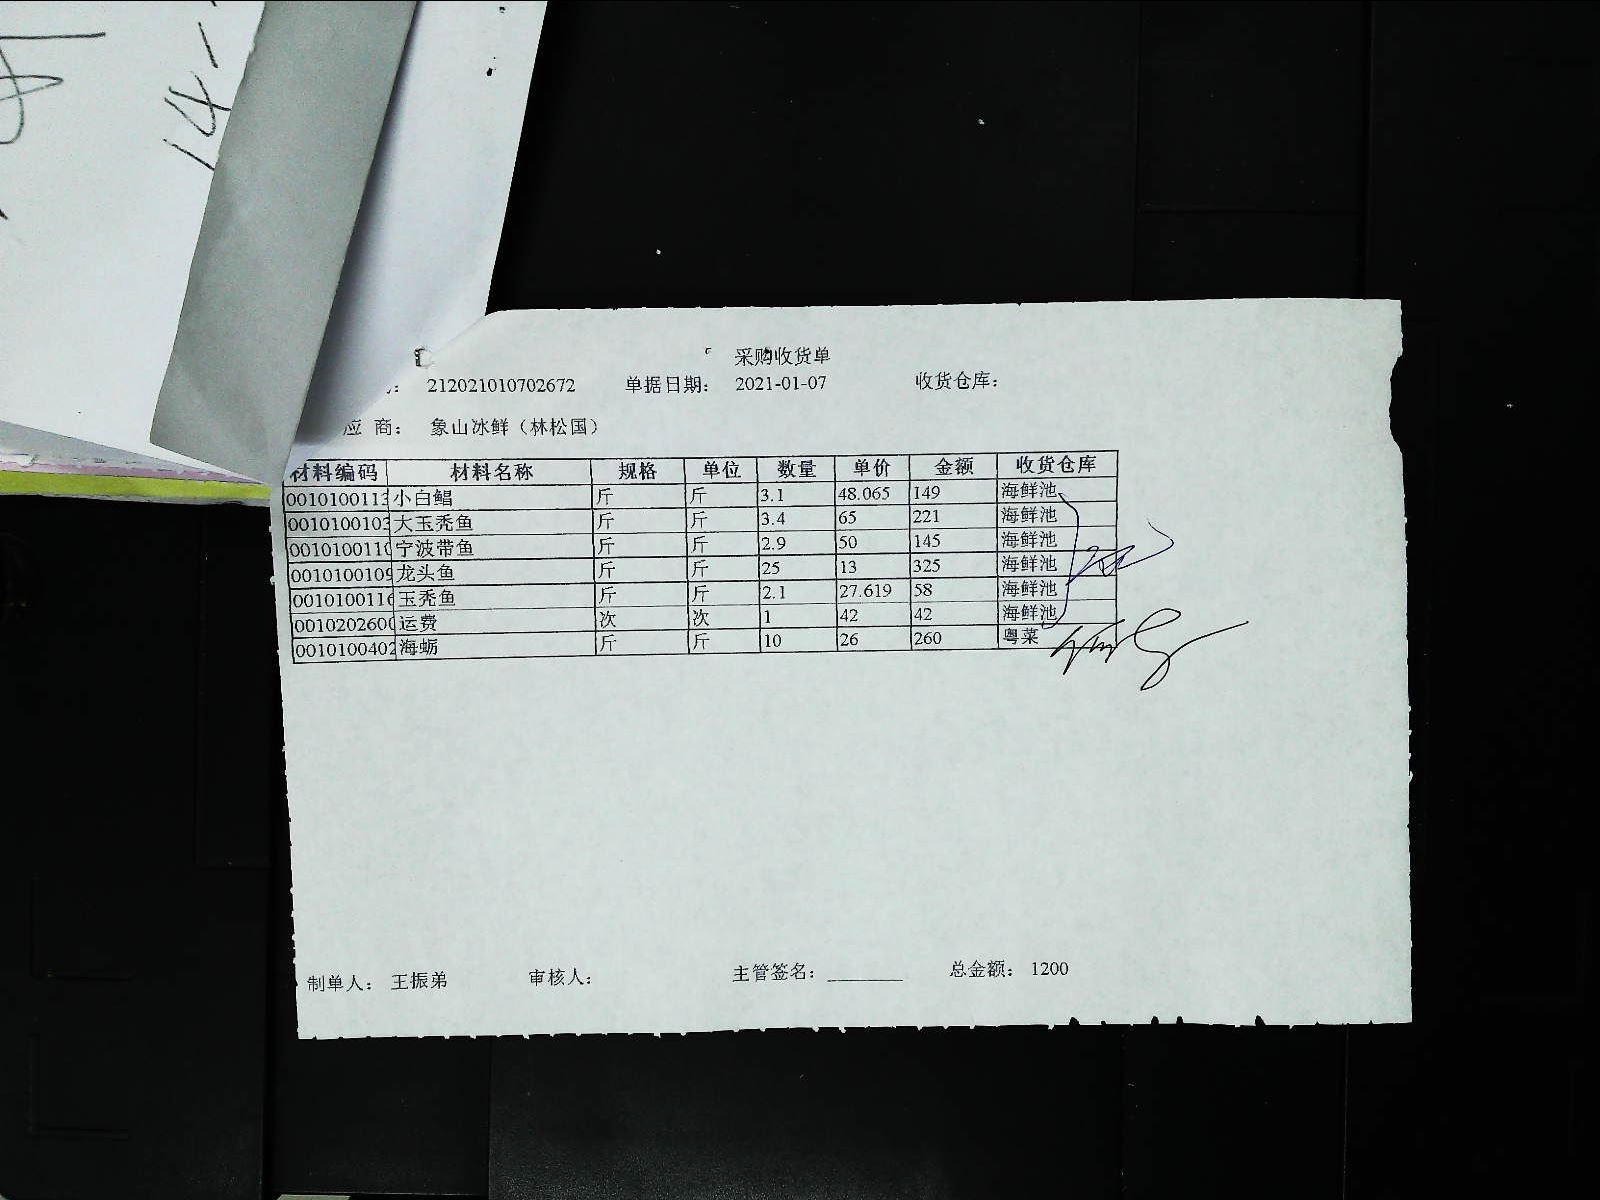 14-
采购收货单
：212021010702672 单据日期：2021-01-07 收货仓库：
应 商：象山冰鲜（林松国）
材料编码 材料名称 规格 单位 数量 单价 金额 收货仓库
0010100113 小白鲳 斤 斤 3.1 48.065 149 海鲜池
0010100103 大玉秃鱼 斤 斤 3.4 65 221 海鲜池
001010011 宁波带鱼 斤 斤 2.9 50 145 海鲜池
0010100109 龙头鱼 斤 斤 25 13 325 海鲜池
001010011 玉秃鱼 斤 斤 2.1 27.619 58 海鲜池
001020260 运费 次 次 1 42 42 海鲜池
0010100402 海蛎 斤 斤 10 26 260 粤菜
制单人：王振弟 审核人： 主管签名： 总金额：1200